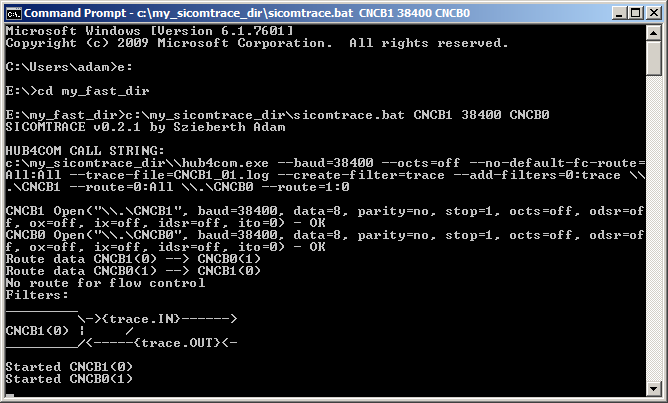 Command Prompt - c:\my_sicomtrace_dir\sicomtrace.bat CNCB1 38400 CNCB0
Microsoft Windows [Version 6.1.7601]
Copyright (c) 2009 Microsoft Corporation.  All rights reserved.
C:\Users\adam>e:
E:\>cd my_fast_dir
E:\my_fast_dir>c:\my_sicomtrace_dir\sicomtrace.bat CNCB1 38400 CNCB0
SICOMTRACE v0.2.1 by Szieberth Adam
HUB4COM CALL STRING:
c:\my_sicomtrace_dir\\hub4com.exe --baud=38400 --octs=off --no-default-fc-route=
All:All --trace-file=CNCB1_01.log --create-filter=trace --add-filters=0:trace \\
.\CNCB1 --route=0:All \\.\CNCB0 --route=1:0
CNCB1 Open("\\.\CNCB1", baud=38400, data=8, parity=no, stop=1, octs=off, odsr=of
f, ox=off, ix=off, idsr=off, ito=0) - OK
CNCB0 Open("\\.\CNCB0", baud=38400, data=8, parity=no, stop=1, octs=off, odsr=of
f, ox=off, ix=off, idsr=off, ito=0) - OK
Route data CNCB1(0) --> CNCB0(1)
Route data CNCB0(1) --> CNCB1(0)
No route for flow control
Filters:
__________
          \->{trace.IN}------>
CNCB1(0) |     /
__________/<-----{trace.OUT}<-
Started CNCB1(0)
Started CNCB0(1)